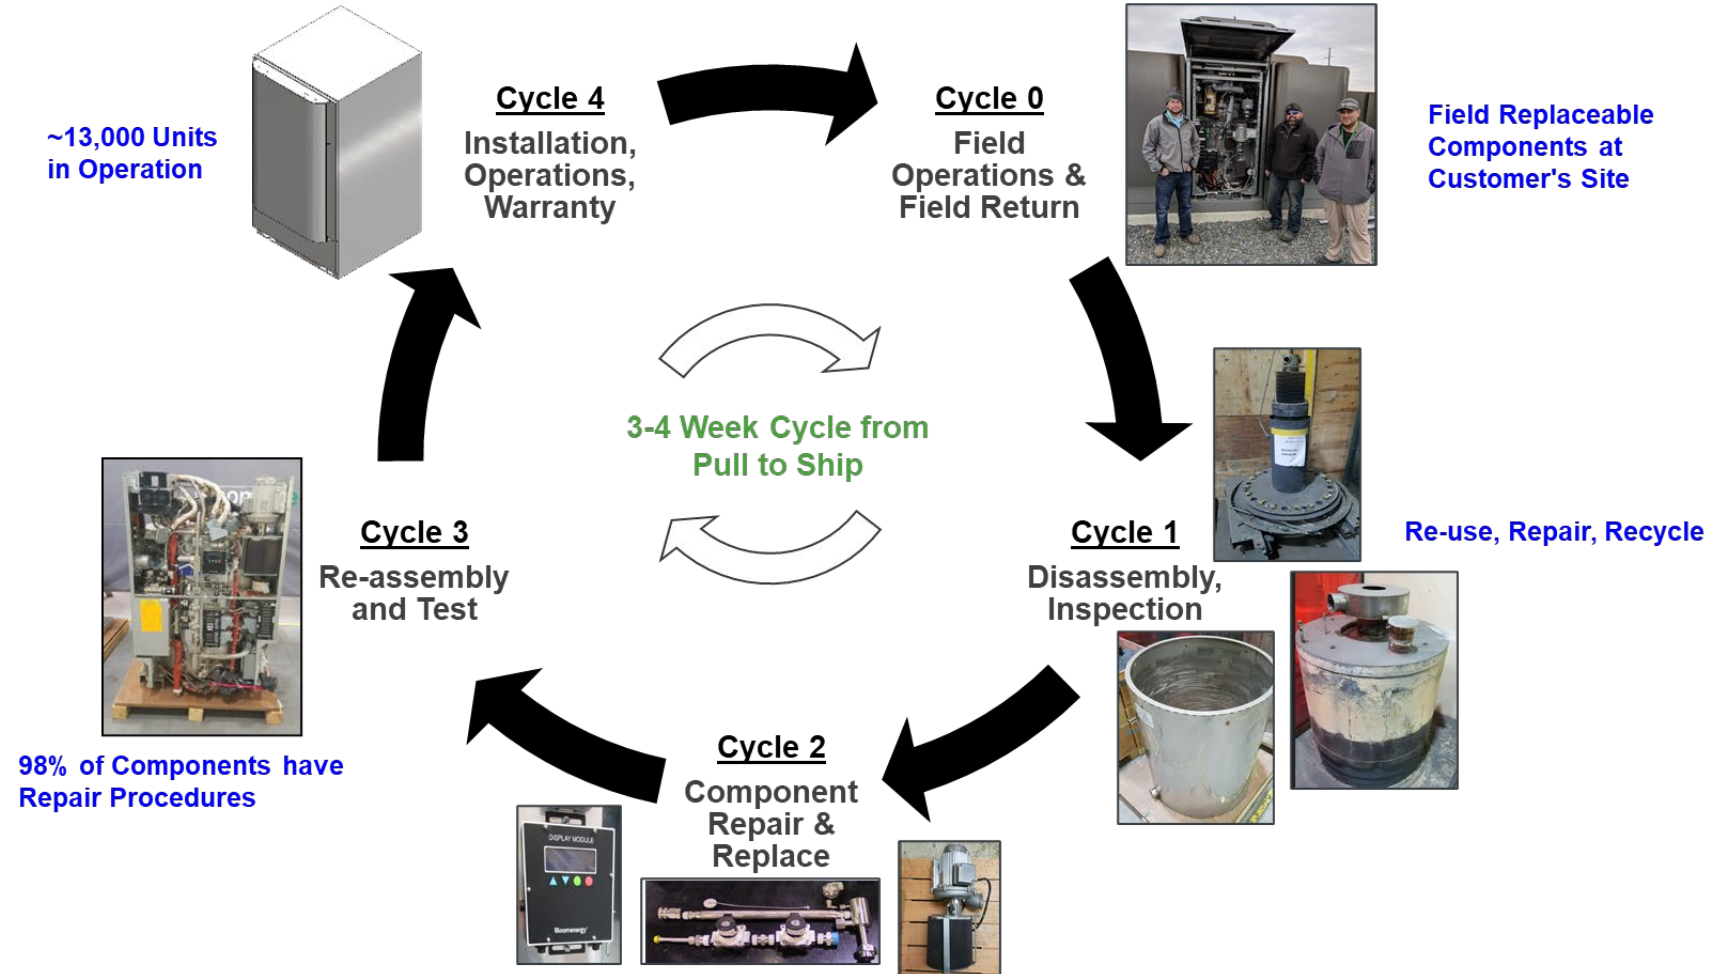 Cycle 4
Installation,
Operations,
Warranty
~13,000 Units
in Operation
Cycle 0
Field
Operations &
Field Return
Field Replaceable
Components at
Customer's Site
3-4 Week Cycle from
Pull to Ship
Cycle 1
Disassembly,
Inspection
Re-use, Repair, Recycle
Cycle 2
Component
Repair &
Replace
DISPLAY MODULE
Bloomenergy
Cycle 3
Re-assembly
and Test
98% of Components have
Repair Procedures